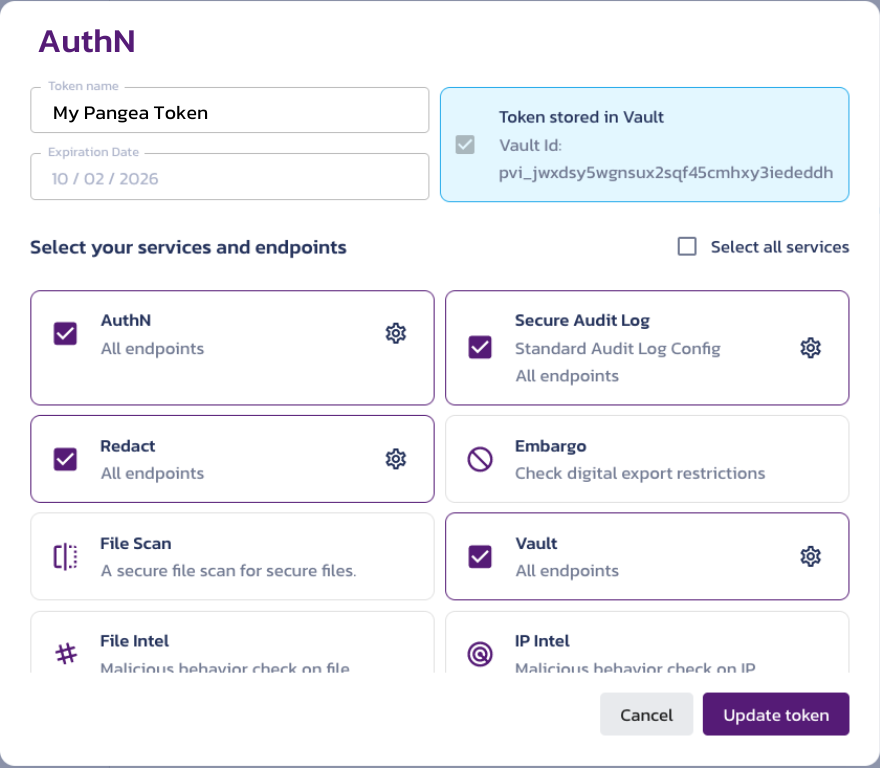 AuthN
Token name
My Pangea Token
Expiration Date
10 / 02 / 2026
Token stored in Vault
Vault Id:
pvi_jwxdsy5wgnsux2sqf45cmhxy3iededdh
Select your services and endpoints
Select all services
AuthN
All endpoints
Secure Audit Log
Standard Audit Log Config
All endpoints
Redact
All endpoints
Embargo
Check digital export restrictions
File Scan
A secure file scan for secure files.
Vault
All endpoints
File Intel
Malicious behavior check on file
IP Intel
Malicious behavior check on IP
Cancel
Update token